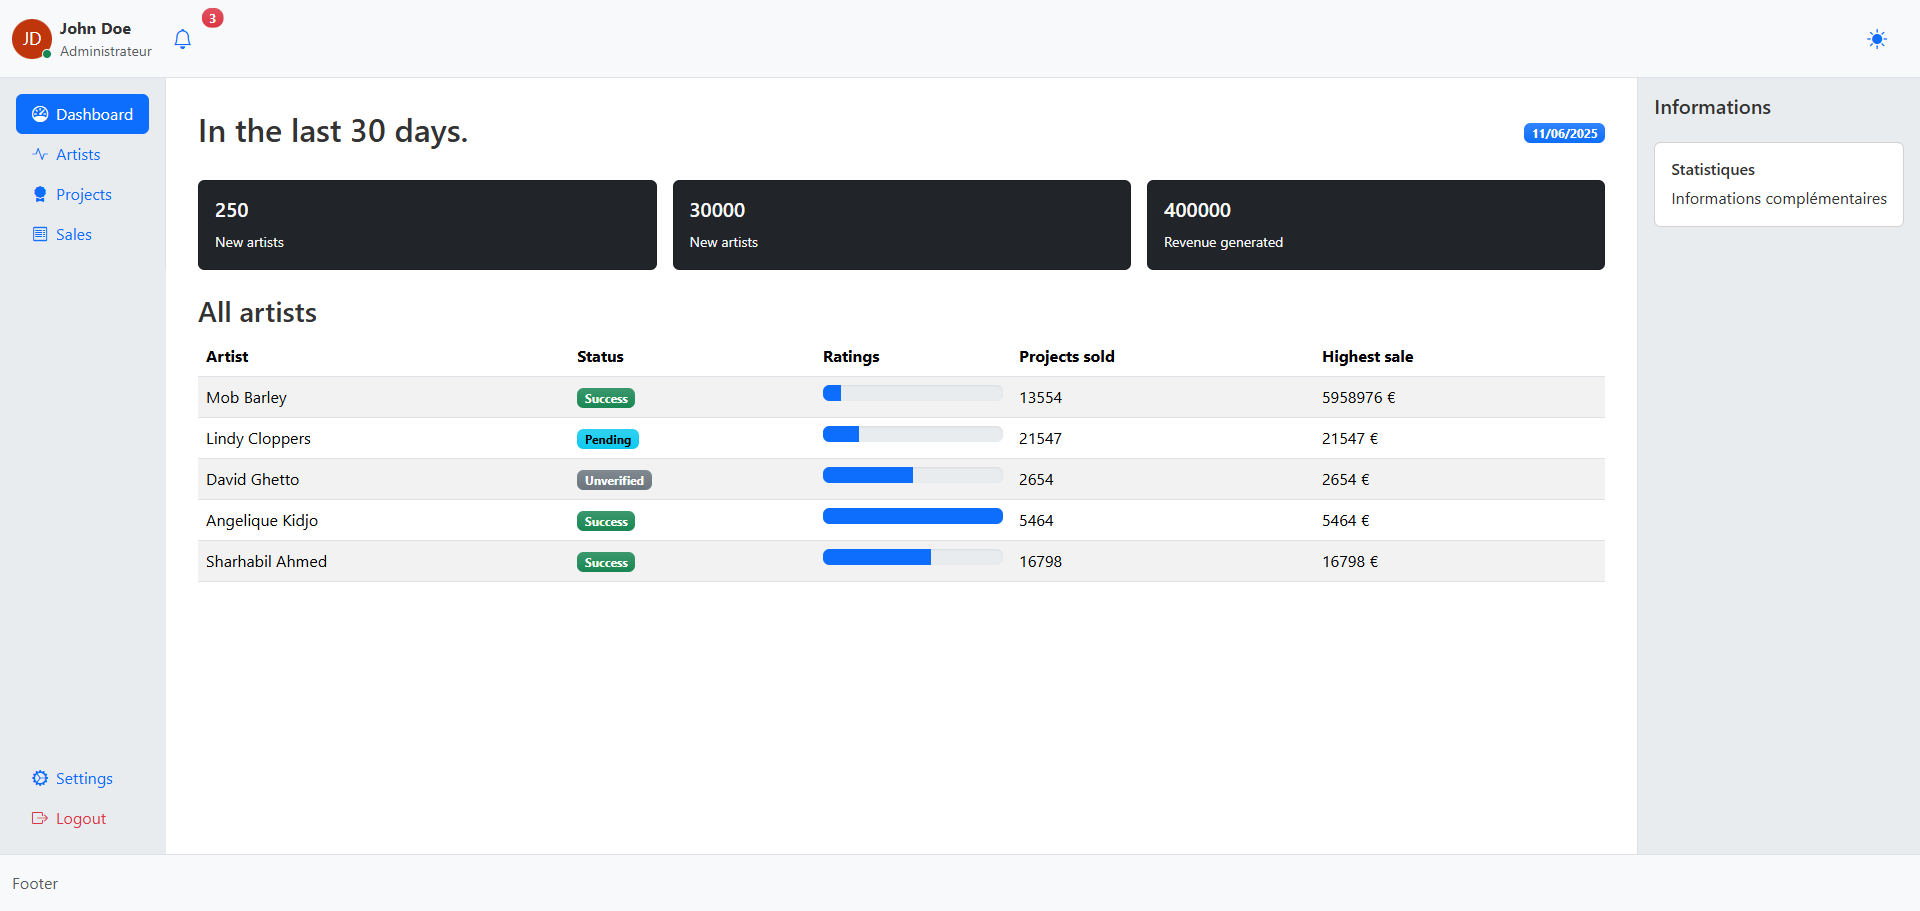 JD
John Doe
Administrateur
3
Dashboard
Artists
Projects
Sales
Settings
Logout
In the last 30 days.
11/06/2025
250
New artists
30000
New artists
400000
Revenue generated
All artists
Artist Status Ratings Projects sold Highest sale
Mob Barley Success 13554 5958976 €
Lindy Cloppers Pending 21547 21547 €
David Ghetto Unverified 2654 2654 €
Angelique Kidjo Success 5464 5464 €
Sharhabil Ahmed Success 16798 16798 €
Informations
Statistiques
Informations complémentaires
Footer